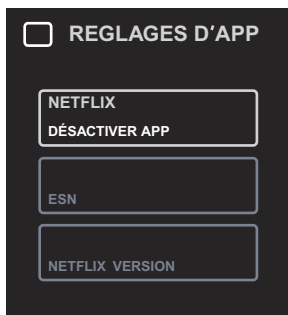 REGLAGES D'APP
NETFLIX
DÉSACTIVER APP
ESN
NETFLIX VERSION